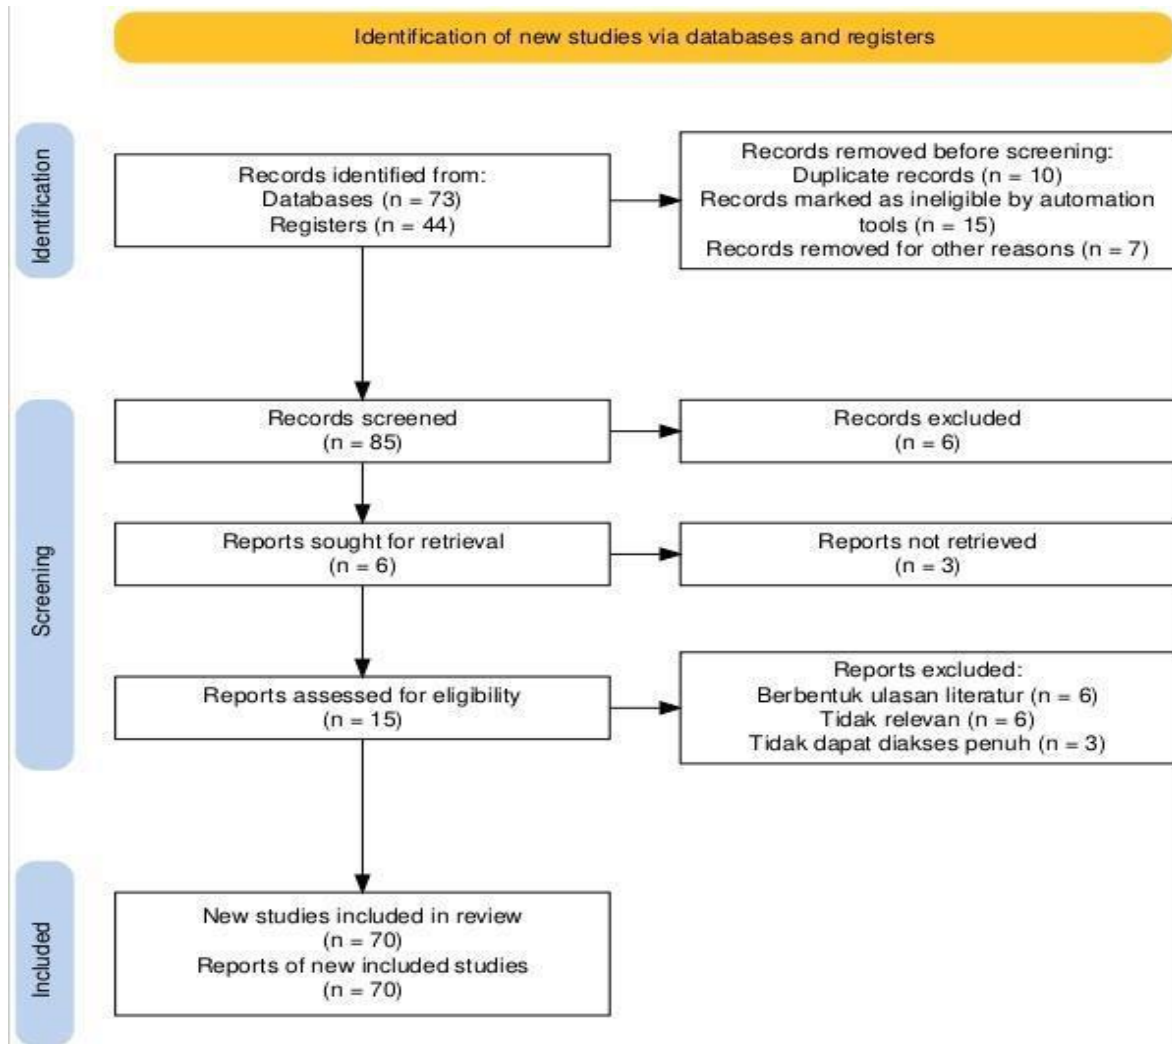 Identification of new studies via databases and registers
Identification
Records identified from:
Databases (n = 73)
Registers (n = 44)
Records removed before screening:
Duplicate records (n = 10)
Records marked as ineligible by automation
tools (n = 15)
Records removed for other reasons (n = 7)
Screening
Records screened
(n = 85)
Records excluded
(n = 6)
Reports sought for retrieval
(n = 6)
Reports not retrieved
(n = 3)
Reports assessed for eligibility
(n = 15)
Reports excluded:
Berbentuk ulasan literatur (n = 6)
Tidak relevan (n = 6)
Tidak dapat diakses penuh (n = 3)
Included
New studies included in review
(n = 70)
Reports of new included studies
(n = 70)